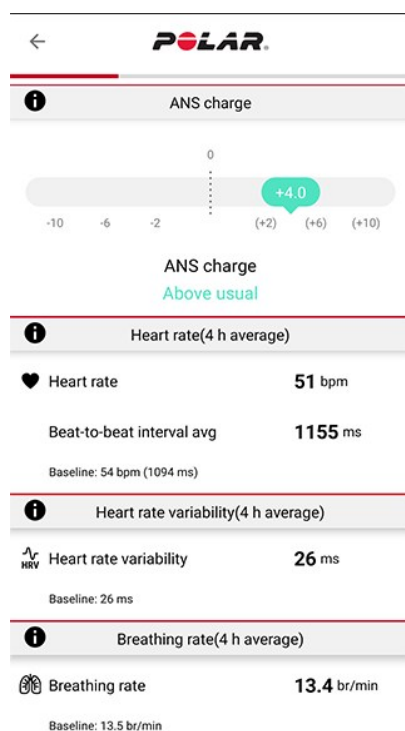 POLAR.
ANS charge
0
+4.0
-10 -6 -2 (+2) (+6) (+10)
ANS charge
Above usual
Heart rate(4 h average)
Heart rate 51 bpm
Beat-to-beat interval avg 1155 ms
Baseline: 54 bpm (1094 ms)
Heart rate variability(4 h average)
HRV Heart rate variability 26 ms
Baseline: 26 ms
Breathing rate(4 h average)
Breathing rate 13.4 br/min
Baseline: 13.5 br/min